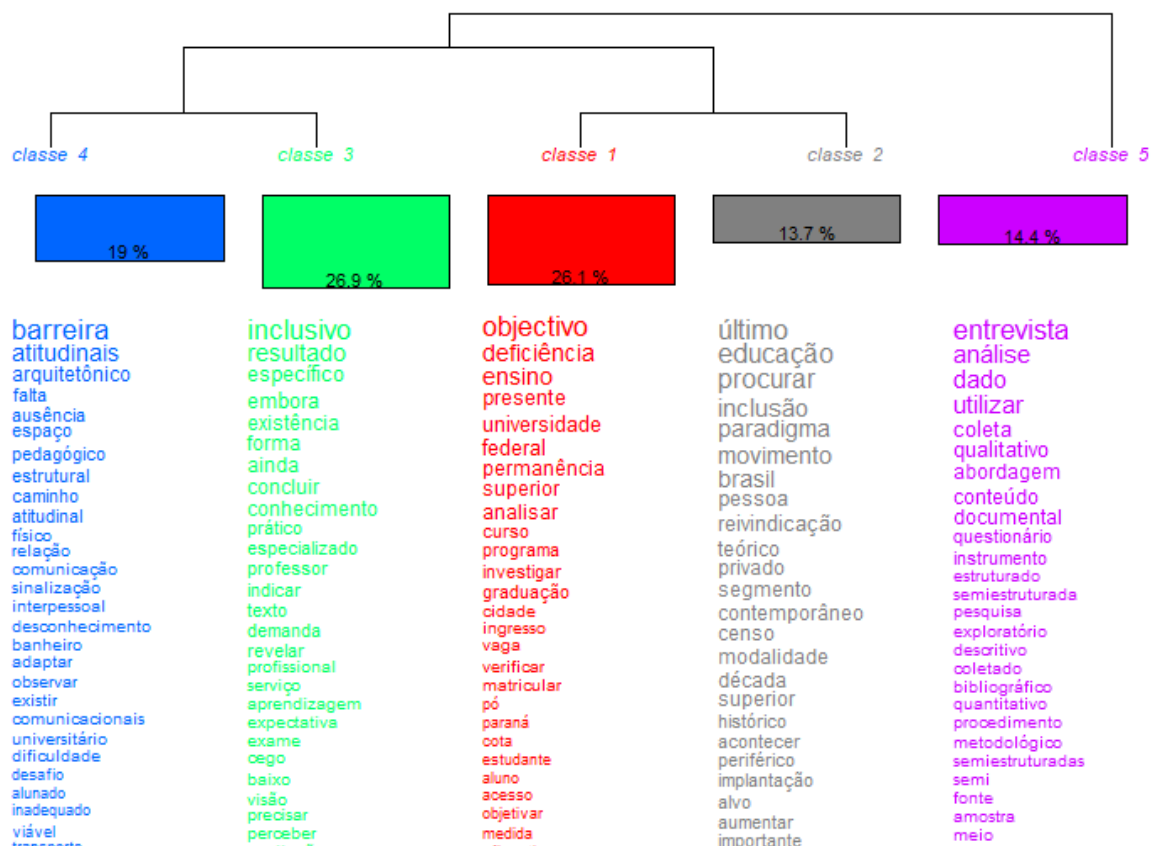 classe 4
classe 3
classe 1
classe 2
classe 5
19 %
26.9 %
26.1 %
13.7 %
14.4 %
barreira
atitudinais
arquitetônico
falta
ausência
espaço
pedagógico
estrutural
caminho
atitudinal
físico
relação
comunicação
sinalização
interpessoal
desconhecimento
banheiro
adaptar
observar
existir
comunicacionais
universitário
dificuldade
desafio
alunado
inadequado
viável
inclusivo
resultado
específico
embora
existência
forma
ainda
concluir
conhecimento
prático
especializado
professor
indicar
texto
demanda
revelar
profissional
serviço
aprendizagem
expectativa
exame
cego
baixo
visão
precisar
perceber
objectivo
deficiência
ensino
presente
universidade
federal
permanência
superior
analisar
curso
programa
investigar
graduação
cidade
ingresso
vaga
verificar
matricular
pó
paraná
cota
estudante
aluno
acesso
objetivar
medida
último
educação
procurar
inclusão
paradigma
movimento
brasil
pessoa
reivindicação
teórico
privado
segmento
contemporâneo
censo
modalidade
década
superior
histórico
acontecer
periférico
implantação
alvo
aumentar
importante
entrevista
análise
dado
utilizar
coleta
qualitativo
abordagem
conteúdo
documental
questionário
instrumento
estruturado
semiestruturada
pesquisa
exploratório
descritivo
coletado
bibliográfico
quantitativo
procedimento
metodológico
semiestruturadas
semi
fonte
amostra
meio